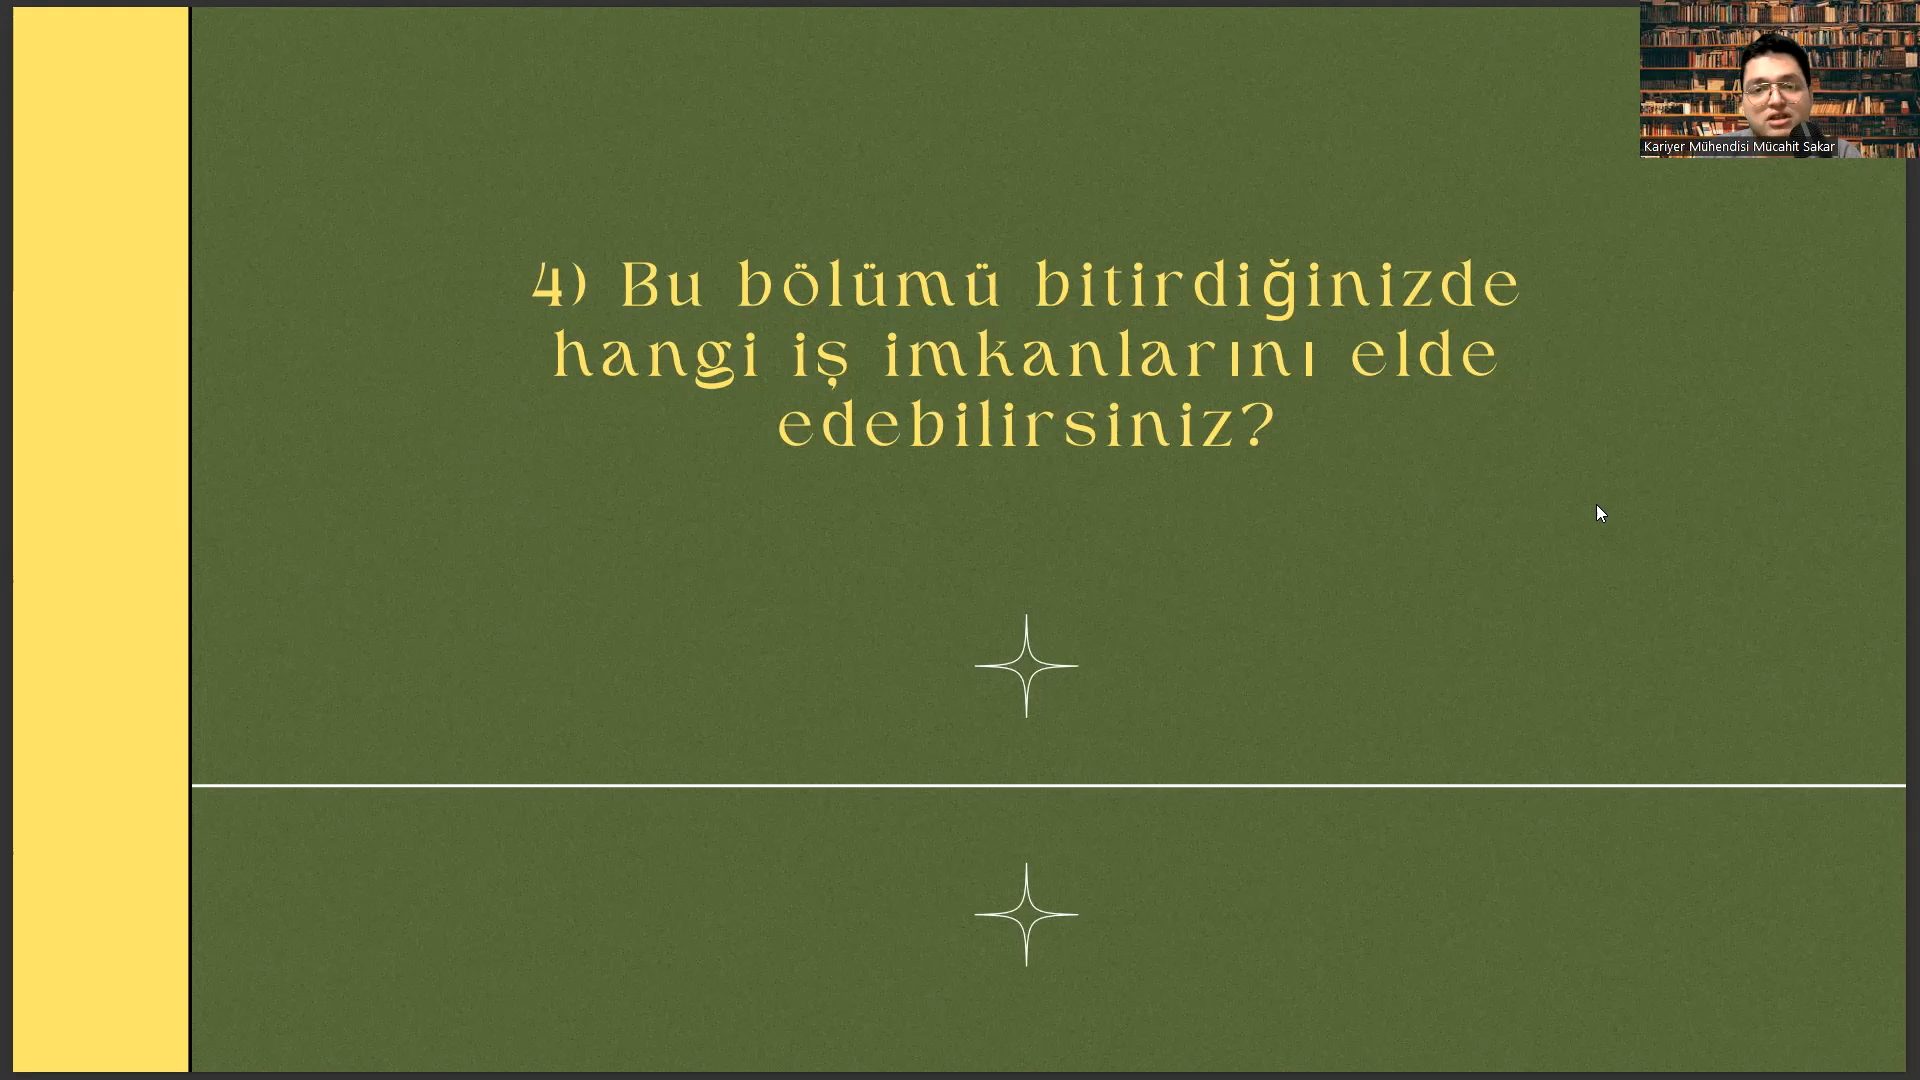 Kariyer Mühendisi Mücahit Sakar
4) Bu bölümü bitirdiğinizde
hangi iş imkanlarını elde
edebilirsiniz?